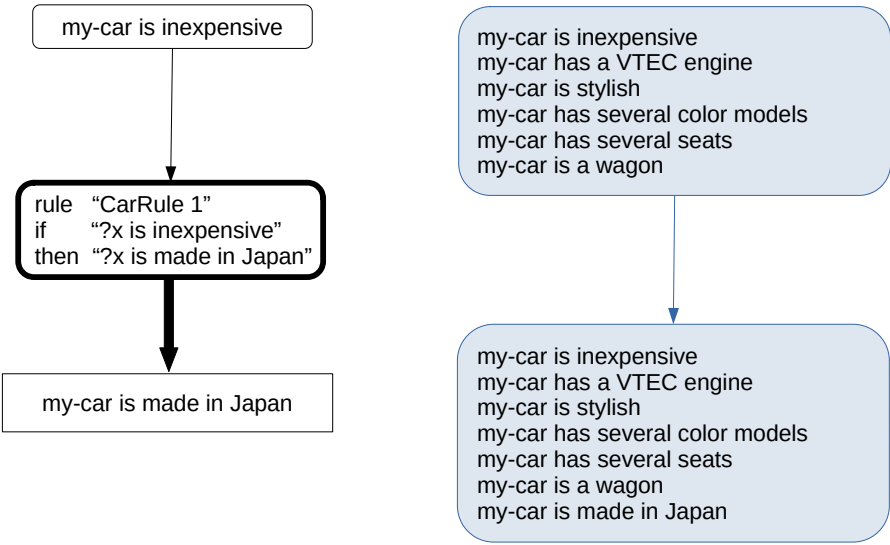 my-car is inexpensive
rule “CarRule 1”
if “?x is inexpensive”
then “?x is made in Japan”
my-car is made in Japan
my-car is inexpensive
my-car has a VTEC engine
my-car is stylish
my-car has several color models
my-car has several seats
my-car is a wagon
my-car is inexpensive
my-car has a VTEC engine
my-car is stylish
my-car has several color models
my-car has several seats
my-car is a wagon
my-car is made in Japan